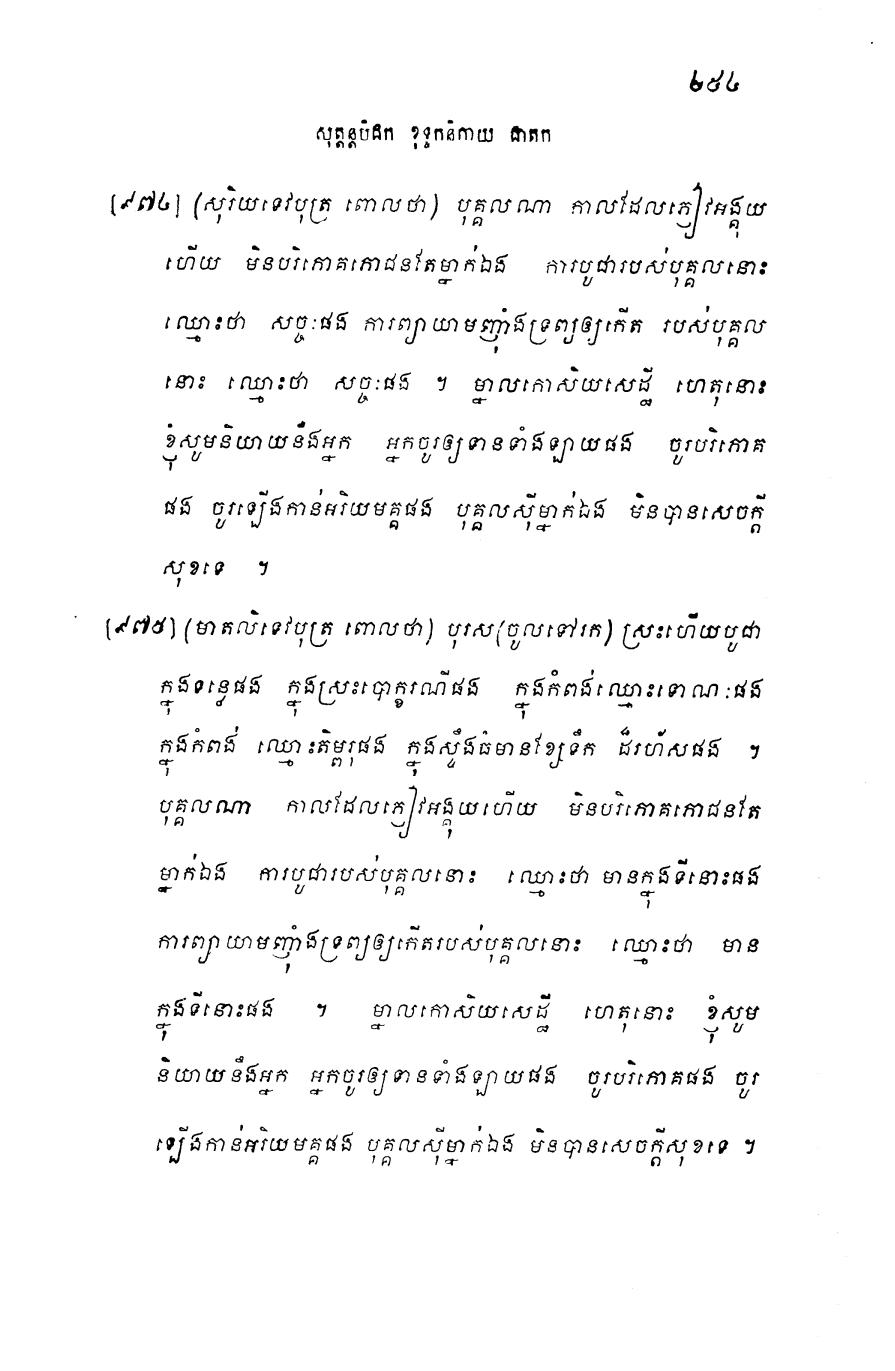 ២៥៤
សុត្តន្តបិដក ខុទ្ទកនិកាយ ជាតក
[៩៧៤] (សុរិយទេវបុត្រ ពោលថា) បុគ្គលណា កាលដែលភ្ញៀវអង្គុយ
ហើយ មិនបរិភោគភោជនតែម្នាក់ឯង ការបូជារបស់បុគ្គលនោះ
ឈ្មោះថា សច្ចៈផង ការព្យាយាមញ៉ាំងទ្រព្យឲ្យកើត របស់បុគ្គល
នោះ ឈ្មោះថា សច្ចៈផង ។ ម្នាលកោសិយសេដ្ឋី ហេតុនោះ
ខ្ញុំសូមនិយាយនឹងអ្នក អ្នកចូរឲ្យទានទាំងឡាយផង ចូរបរិភោគ
ផង ចូរឡើងកាន់អរិយមគ្គផង បុគ្គលស៊ីម្នាក់ឯង មិនបានសេចក្តី
សុខទេ ។
[៩៧៥] (មាតលិទេវបុត្រ ពោលថា) បុរស(ចូលទៅរក) ស្រះហើយបូជា
ក្នុងទន្លេផង ក្នុងស្រះបោក្ខរណីផង ក្នុងកំពង់ឈ្មោះទោណៈផង
ក្នុងកំពង់ ឈ្មោះតិម្ពរុផង ក្នុងស្ទឹងធំមានខ្សែទឹក ដ៏រហ័សផង ។
បុគ្គលណា កាលដែលភ្ញៀវអង្គុយហើយ មិនបរិភោគភោជនតែ
ម្នាក់ឯង ការបូជារបស់បុគ្គលនោះ ឈ្មោះថា មានក្នុងទីនោះផង
ការព្យាយាមញ៉ាំងទ្រព្យឲ្យកើតរបស់បុគ្គលនោះ ឈ្មោះថា មាន
ក្នុងទីនោះផង ។ ម្នាលកោសិយសេដ្ឋី ហេតុនោះ ខ្ញុំសូម
និយាយនឹងអ្នក អ្នកចូរឲ្យទានទាំងឡាយផង ចូរបរិភោគផង ចូរ
ឡើងកាន់អរិយមគ្គផង បុគ្គលស៊ីម្នាក់ឯង មិនបានសេចក្តីសុខទេ ។